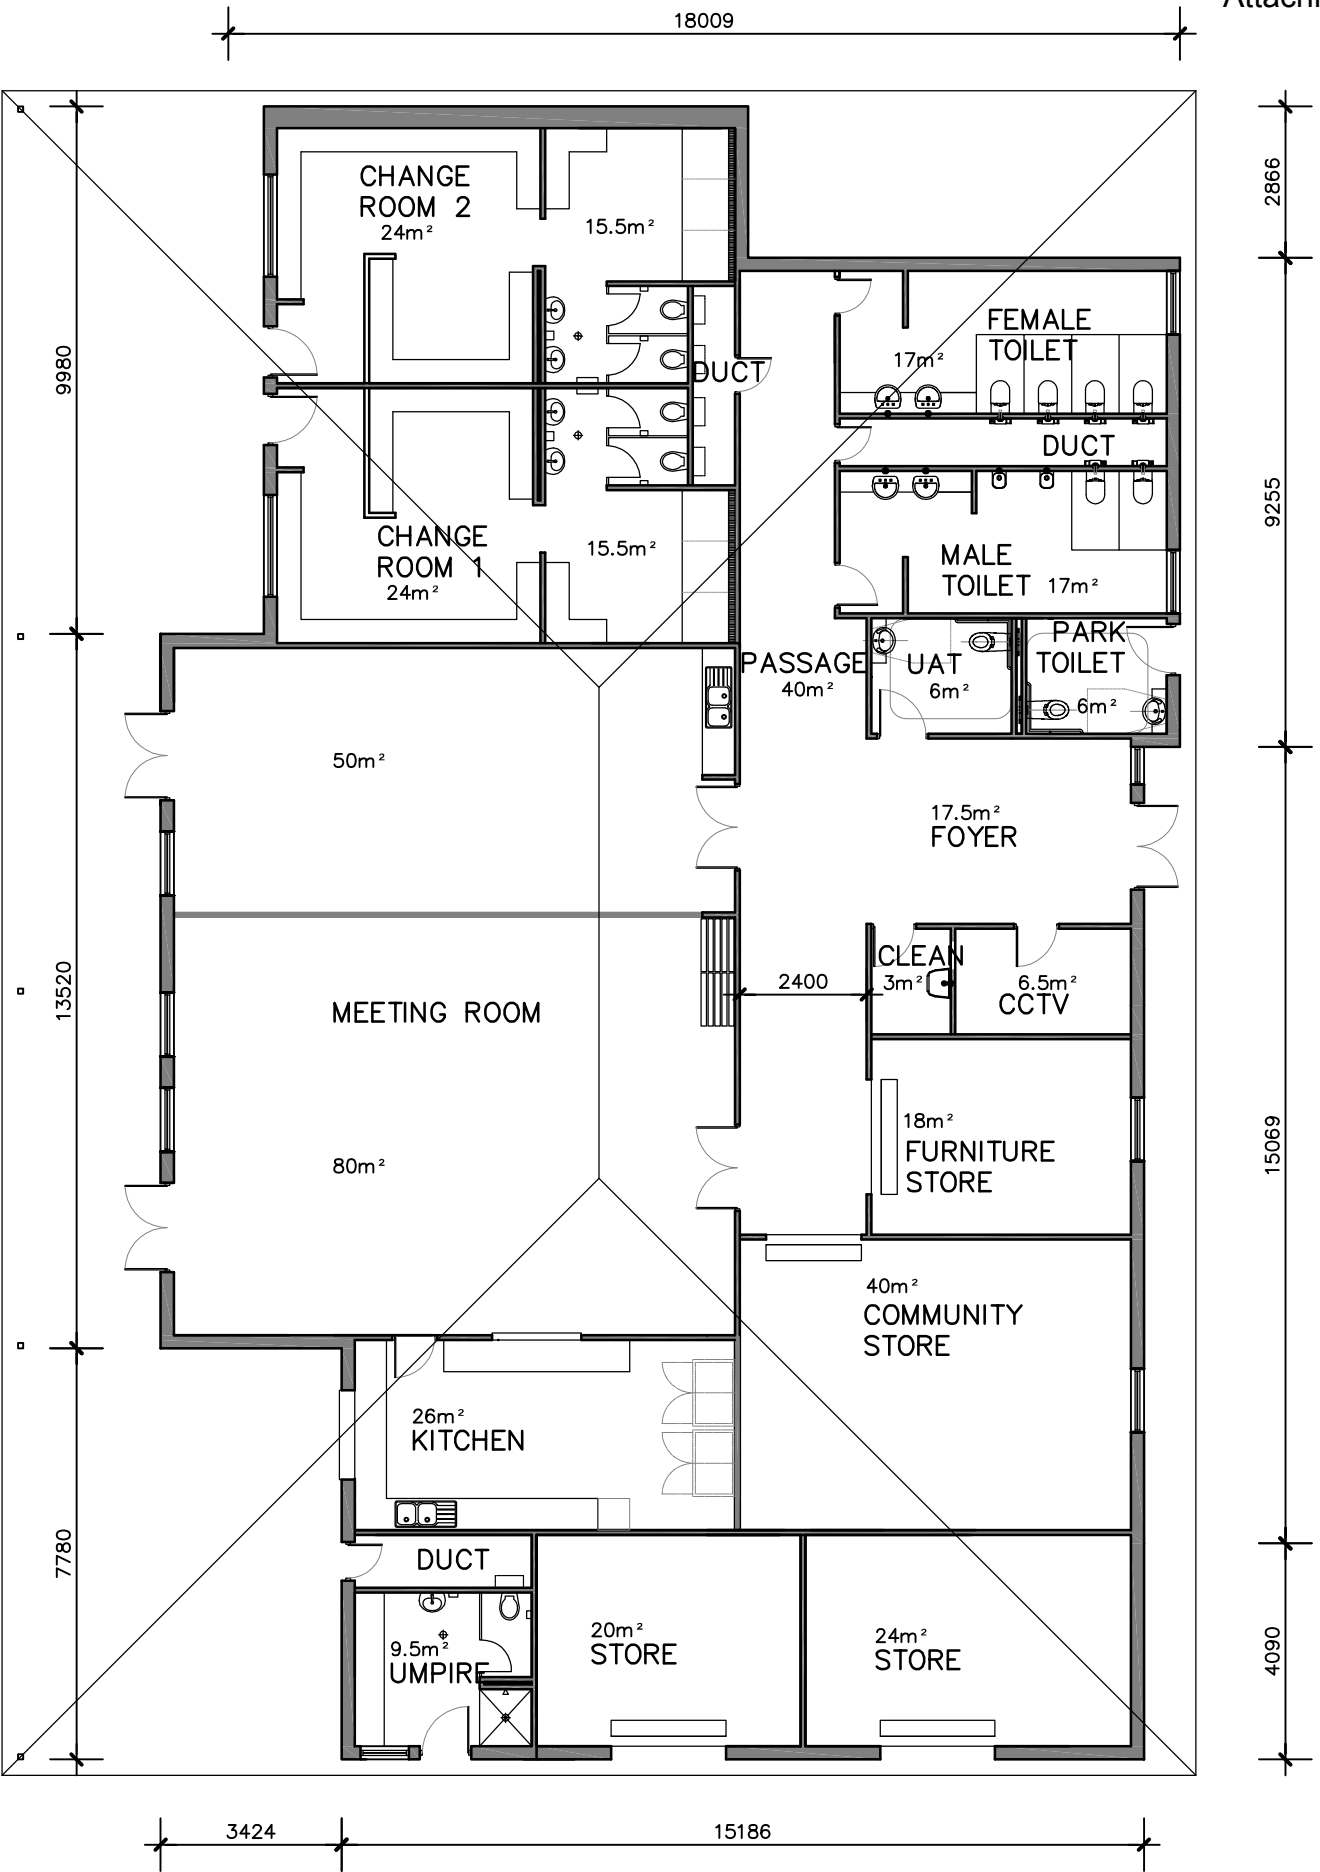 18009
CHANGE
ROOM 2
24m²
15.5m²
2866
FEMALE
TOILET
17m²
9980
DUCT
DUCT
9255
CHANGE
ROOM 1
24m²
15.5m²
MALE
TOILET 17m²
PASSAGE
40m²
UAT
6m²
PARK
TOILET
6m²
50m²
17.5m²
FOYER
13520
MEETING ROOM
2400
CLEAN
3m²
6.5m²
CCTV
80m²
18m²
FURNITURE
STORE
15069
40m²
COMMUNITY
STORE
26m²
KITCHEN
7780
DUCT
9.5m²
UMPIRE
20m²
STORE
24m²
STORE
4090
3424
15186